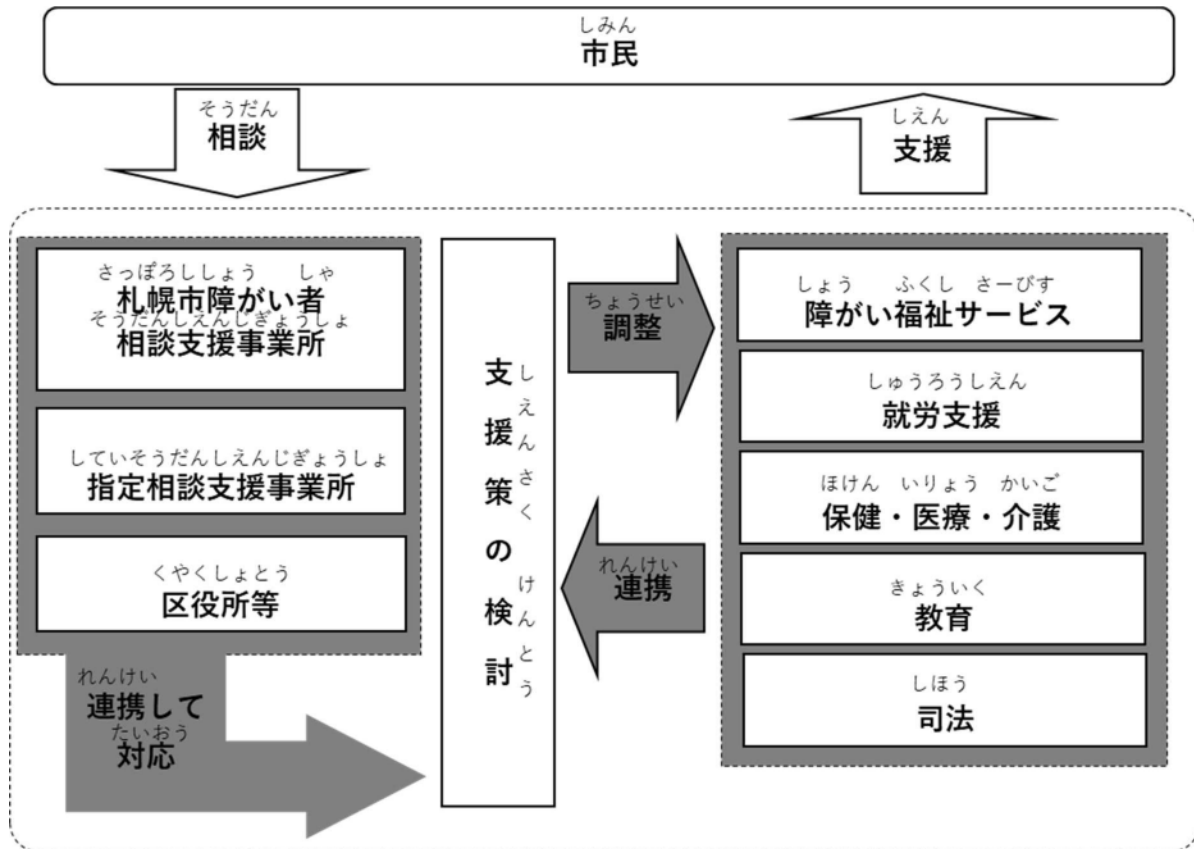 しみん
市民
そうだん
相談
しえん
支援
さっぽろししょう しゃ
札幌市障がい者
そうだんしえんじぎょうしょ
相談支援事業所
していそうだんしえんじぎょうしょ
指定相談支援事業所
くやくしょとう
区役所等
れんけい
連携して
たいおう
対応
支援策の検討
しえんさく けんとう
ちょうせい
調整
れんけい
連携
しょう ふくし さーびす
障がい福祉サービス
しゅうろうしえん
就労支援
ほけん いりょう かいご
保健・医療・介護
きょういく
教育
しほう
司法